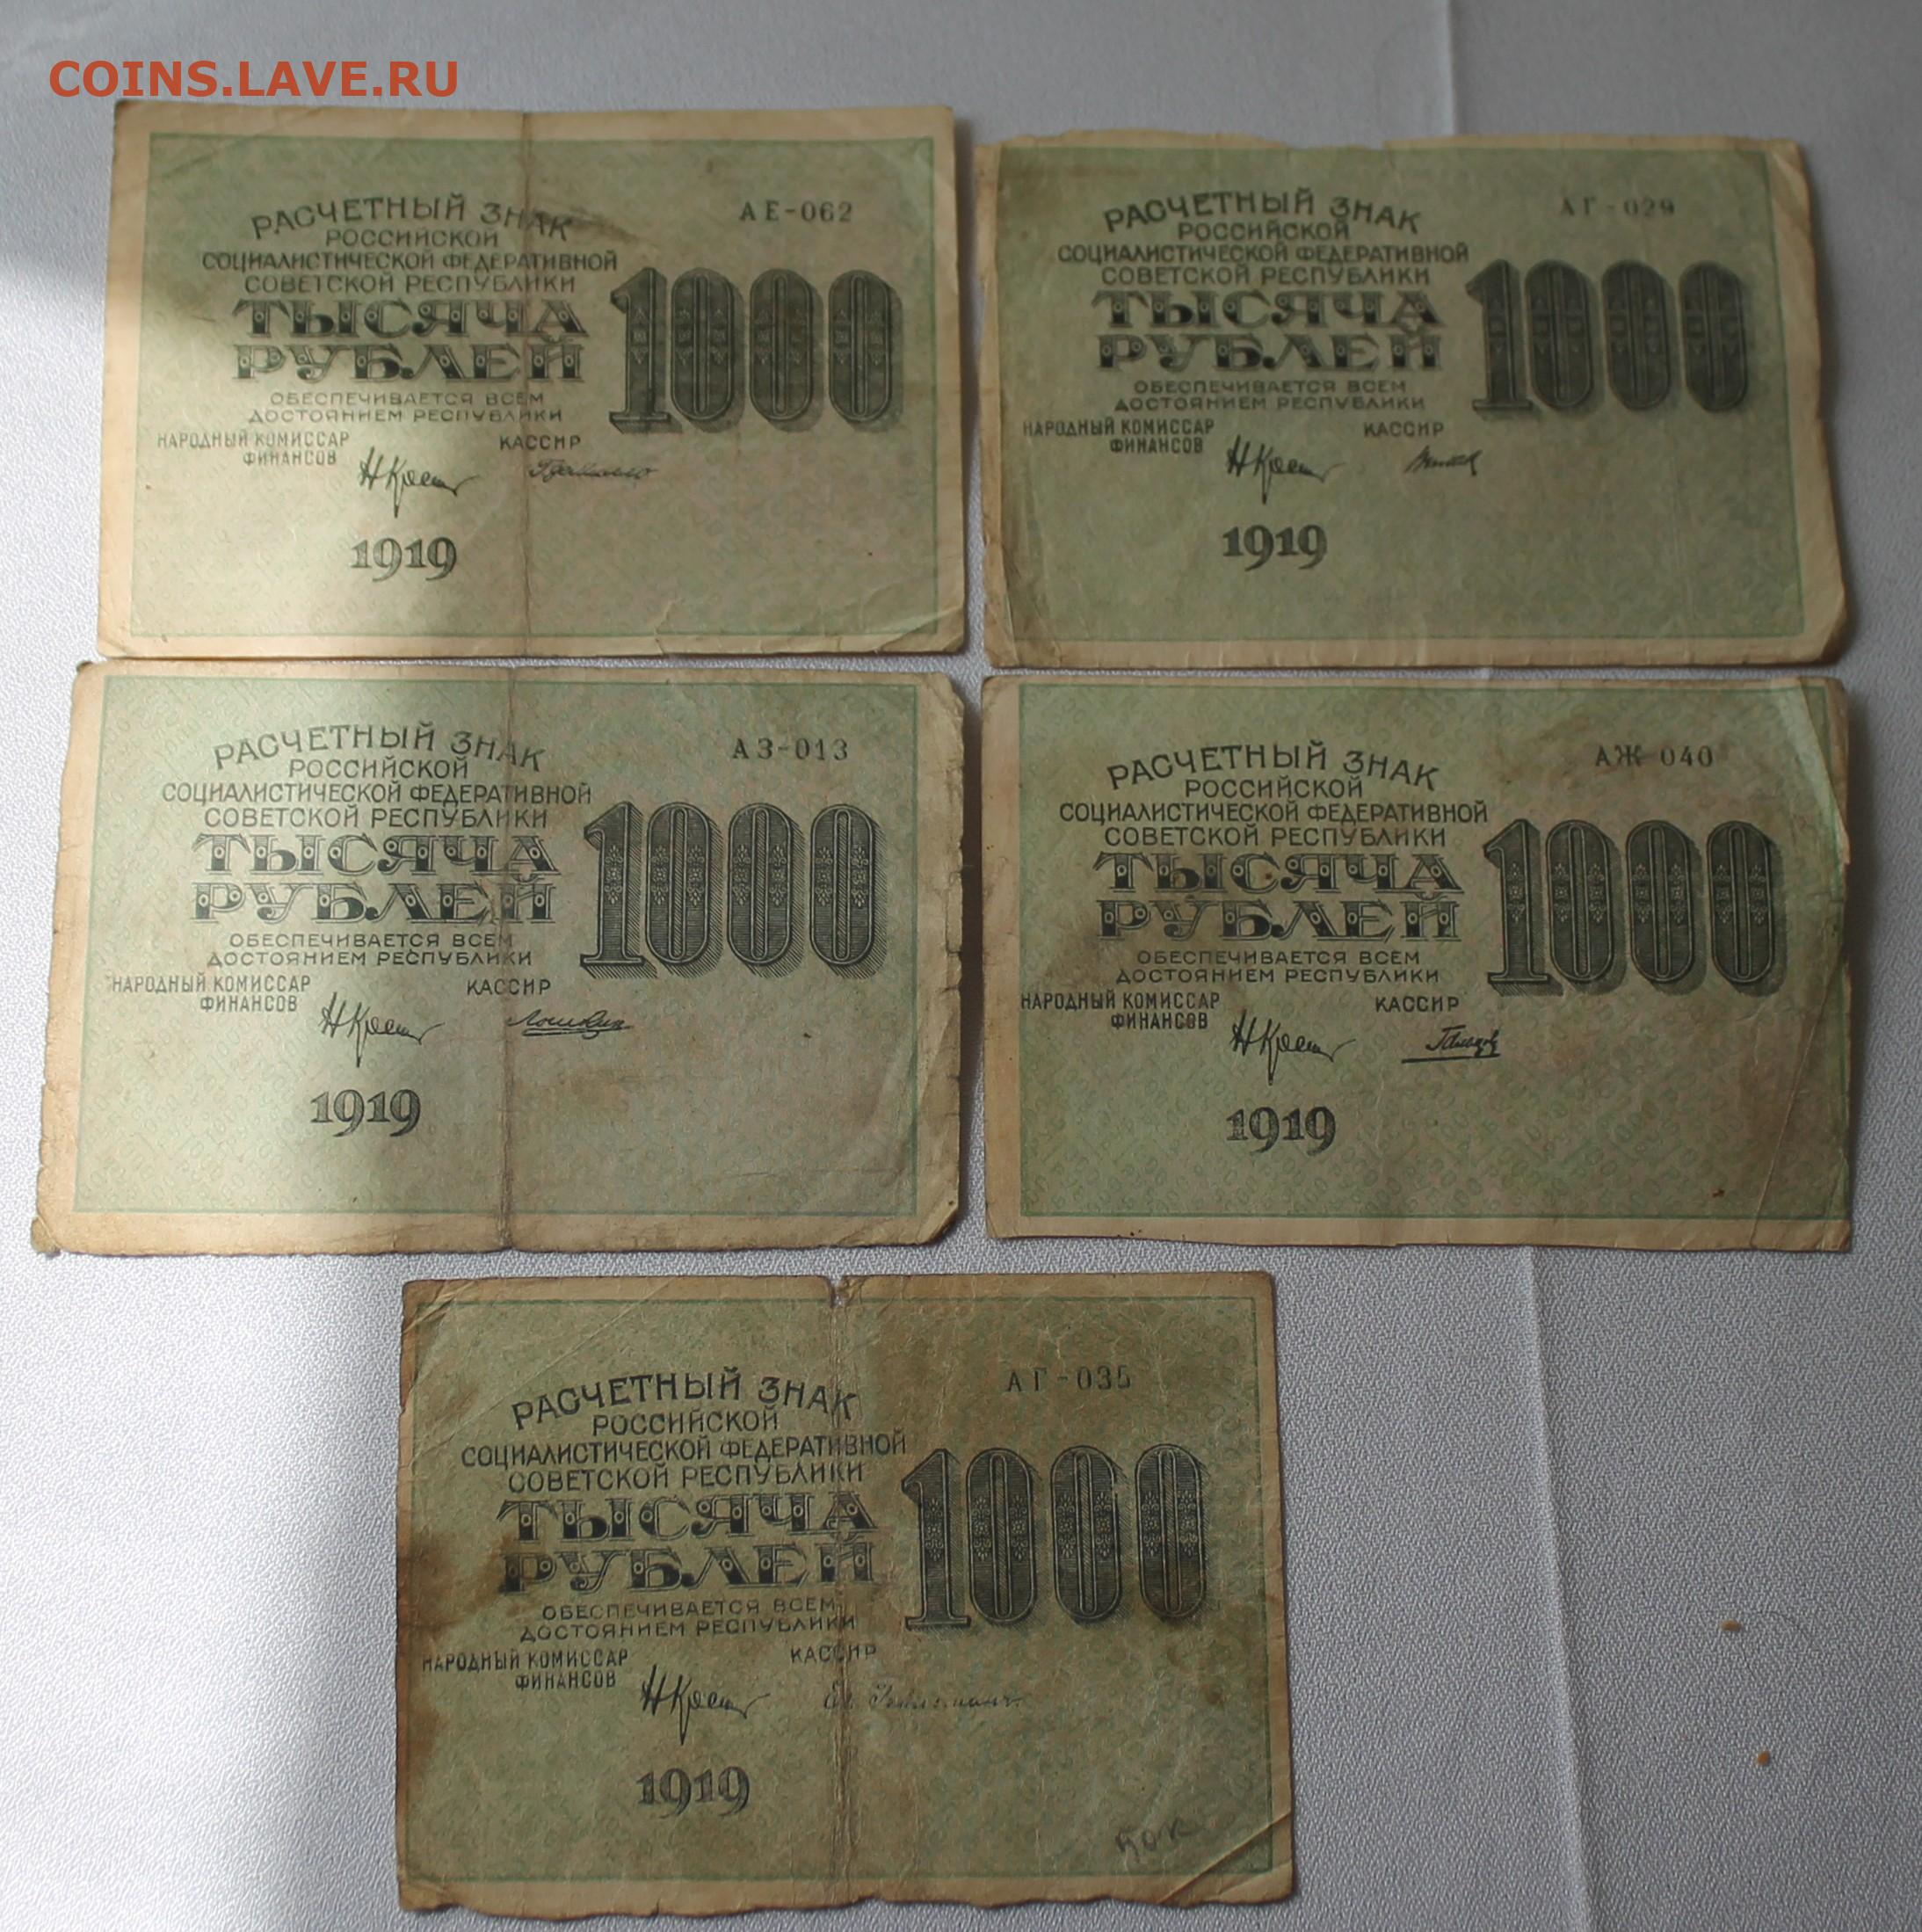 COINS.LAVE.RU
РАСЧЕТНЫЙ ЗНАК
РОССИЙСКОЙ
СОЦИАЛИСТИЧЕСКОЙ ФЕДЕРАТИВНОЙ
СОВЕТСКОЙ РЕСПУБЛИКИ
ТЫСЯЧА
РУБЛЕЙ
ОБЕСПЕЧИВАЕТСЯ ВСЕМ
ДОСТОЯНИЕМ РЕСПУБЛИКИ
НАРОДНЫЙ КОМИССАР
ФИНАНСОВ
КАССИР
1919
АЕ-062
1000
РАСЧЕТНЫЙ ЗНАК
РОССИЙСКОЙ
СОЦИАЛИСТИЧЕСКОЙ ФЕДЕРАТИВНОЙ
СОВЕТСКОЙ РЕСПУБЛИКИ
ТЫСЯЧА
РУБЛЕЙ
ОБЕСПЕЧИВАЕТСЯ ВСЕМ
ДОСТОЯНИЕМ РЕСПУБЛИКИ
НАРОДНЫЙ КОМИССАР
ФИНАНСОВ
КАССИР
1919
АГ-029
1000
РАСЧЕТНЫЙ ЗНАК
РОССИЙСКОЙ
СОЦИАЛИСТИЧЕСКОЙ ФЕДЕРАТИВНОЙ
СОВЕТСКОЙ РЕСПУБЛИКИ
ТЫСЯЧА
РУБЛЕЙ
ОБЕСПЕЧИВАЕТСЯ ВСЕМ
ДОСТОЯНИЕМ РЕСПУБЛИКИ
НАРОДНЫЙ КОМИССАР
ФИНАНСОВ
КАССИР
1919
АЗ-013
1000
РАСЧЕТНЫЙ ЗНАК
РОССИЙСКОЙ
СОЦИАЛИСТИЧЕСКОЙ ФЕДЕРАТИВНОЙ
СОВЕТСКОЙ РЕСПУБЛИКИ
ТЫСЯЧА
РУБЛЕЙ
ОБЕСПЕЧИВАЕТСЯ ВСЕМ
ДОСТОЯНИЕМ РЕСПУБЛИКИ
НАРОДНЫЙ КОМИССАР
ФИНАНСОВ
КАССИР
1919
АЖ-040
1000
РАСЧЕТНЫЙ ЗНАК
РОССИЙСКОЙ
СОЦИАЛИСТИЧЕСКОЙ ФЕДЕРАТИВНОЙ
СОВЕТСКОЙ РЕСПУБЛИКИ
ТЫСЯЧА
РУБЛЕЙ
ОБЕСПЕЧИВАЕТСЯ ВСЕМ
ДОСТОЯНИЕМ РЕСПУБЛИКИ
НАРОДНЫЙ КОМИССАР
ФИНАНСОВ
КАССИР
1919
АГ-035
1000